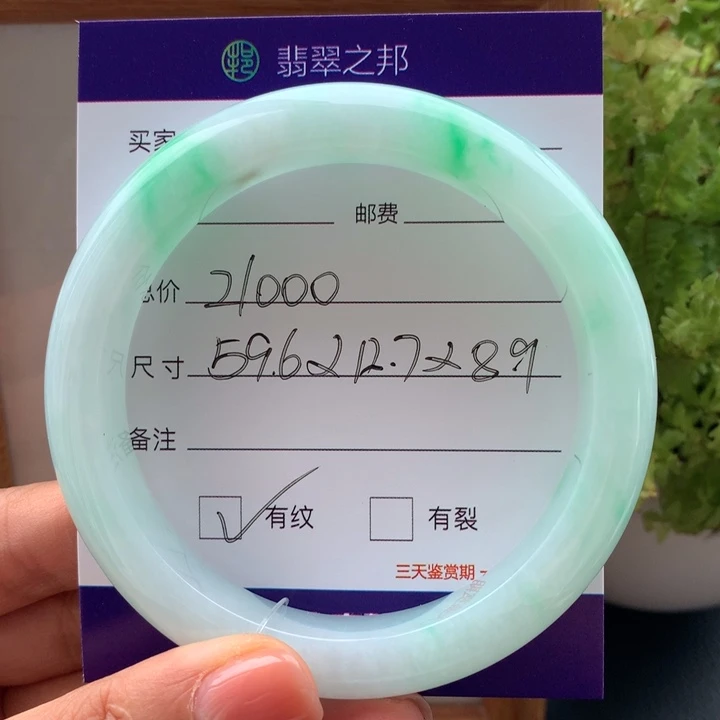 翡翠之邦
买家
邮费
总价 21000
尺寸 59.6×12.7×8.9
备注
有纹 有裂
三天鉴赏期